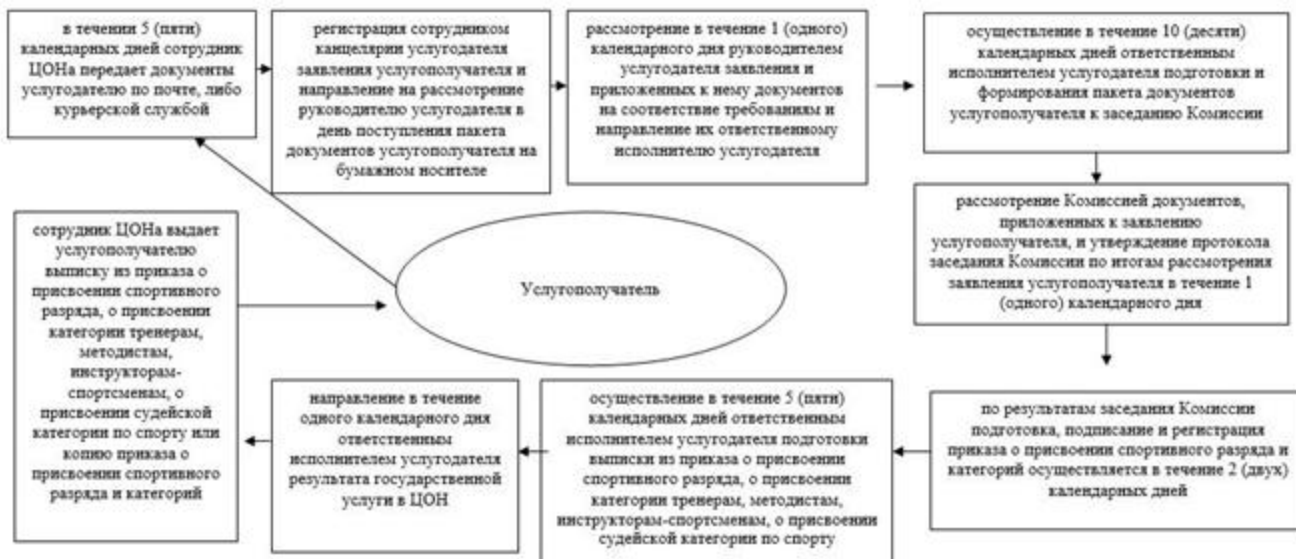 в течении 5 (пяти)
календарных дней сотрудник
ЦОНа передает документы
услугодателю по почте, либо
курьерской службой
регистрация сотрудником
канцелярии услугодателя
заявления услугополучателя и
направление на рассмотрение
руководителю услугодателя в
день поступления пакета
документов услугополучателя на
бумажном носителе
рассмотрение в течение 1 (одного)
календарного дня руководителем
услугодателя заявления и
приложенных к нему документов
на соответствие требованиям и
направление их ответственному
исполнителю услугодателя
осуществление в течение 10 (десяти)
календарных дней ответственным
исполнителем услугодателя подготовки и
формирования пакета документов
услугополучателя к заседанию Комиссии
рассмотрение Комиссией документов,
приложенных к заявлению
услугополучателя, и утверждение протокола
заседания Комиссии по итогам рассмотрения
заявления услугополучателя в течение 1
(одного) календарного дня
по результатам заседания Комиссии
подготовка, подписание и регистрация
приказа о присвоении спортивного разряда и
категорий осуществляется в течение 2 (двух)
календарных дней
осуществление в течение 5 (пяти)
календарных дней ответственным
исполнителем услугодателя подготовки
выписки из приказа о присвоении
спортивного разряда, о присвоении
категории тренерам, методистам,
инструкторам-спортсменам, о присвоении
судейской категории по спорту
направление в течение
одного календарного дня
ответственным
исполнителем услугодателя
результата государственной
услуги в ЦОН
сотрудник ЦОНа выдает
услугополучателю
выписку из приказа о
присвоении спортивного
разряда, о присвоении
категории тренерам,
методистам,
инструкторам-
спортсменам, о
присвоении судейской
категории по спорту или
копию приказа о
присвоении спортивного
разряда и категорий
Услугополучатель